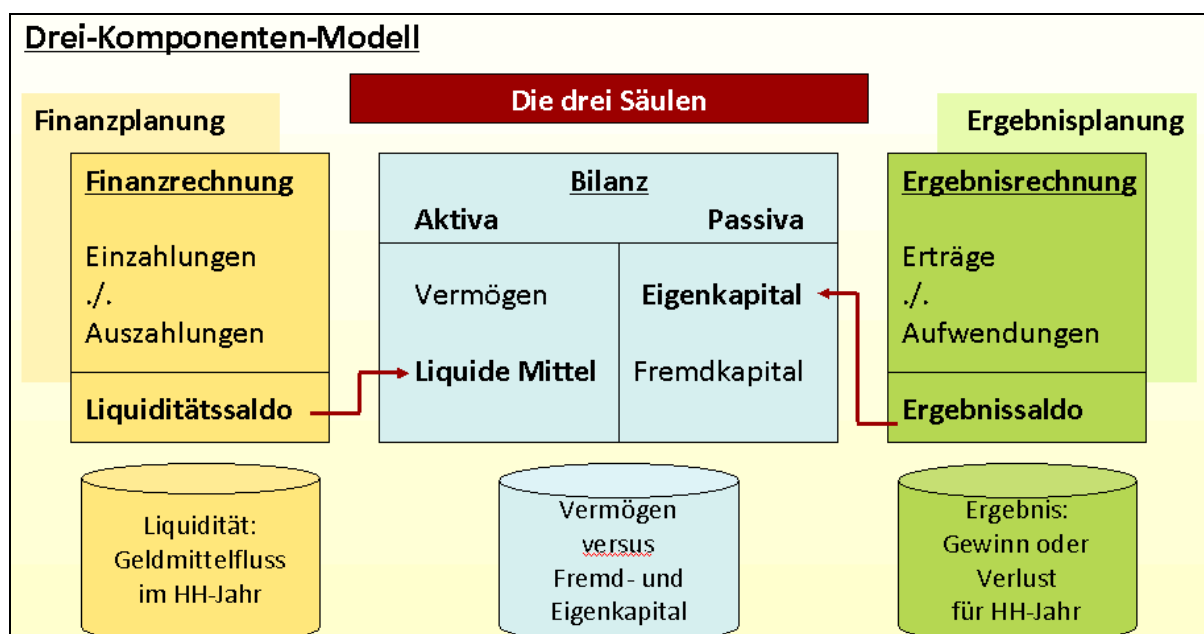 Drei-Komponenten-Modell
Die drei Säulen
Finanzplanung
Ergebnisplanung
Finanzrechnung
Einzahlungen
./.
Auszahlungen
Liquiditätssaldo
Bilanz
Aktiva Passiva
Vermögen Eigenkapital
Liquide Mittel Fremdkapital
Ergebnisrechnung
Erträge
./.
Aufwendungen
Ergebnissaldo
Liquidität:
Geldmittelfluss
im HH-Jahr
Vermögen
versus
Fremd- und
Eigenkapital
Ergebnis:
Gewinn oder
Verlust
für HH-Jahr